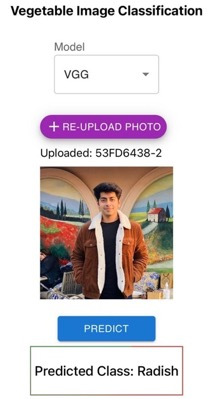 Vegetable Image Classification
Model
VGG
+ RE-UPLOAD PHOTO
Uploaded: 53FD6438-2
PREDICT
Predicted Class: Radish